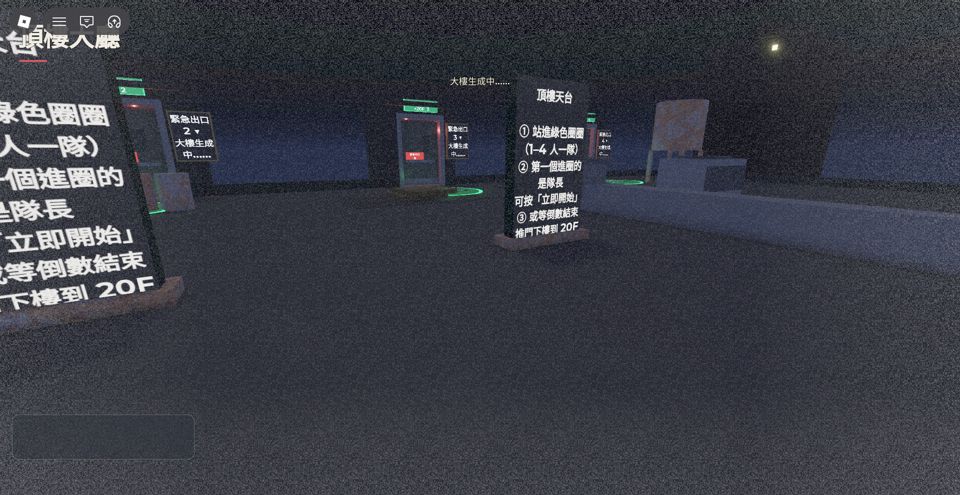 頂樓大廳
天台
綠色圈圈
人一隊）
一個進圈的
是隊長
「立即開始」
或等倒數結束
下樓到 20F
2
緊急出口
2
大樓生成
中......
緊急出口
3
大樓生成
中......
大樓生成中......
頂樓天台
① 站進綠色圈圈
（1–4 人一隊）
② 第一個進圈的
是隊長
可按「立即開始」
③ 或等倒數結束
推門下樓到 20F